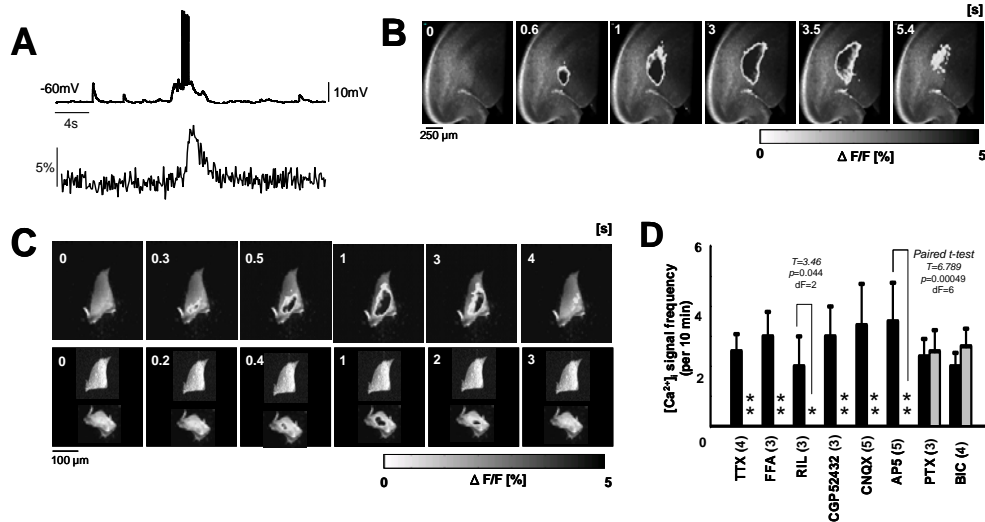 A
-60mV
10mV
4s
5%
B
[s]
0
0.6
1
3
3.5
5.4
250 µm
0
5
Δ F/F [%]
C
[s]
0
0.3
0.5
1
3
4
0
0.2
0.4
1
2
3
100 µm
0
5
Δ F/F [%]
D
[Ca²⁺]i signal frequency
(per 10 min)
6
4
2
0
T=3.46
p=0.044
dF=2
Paired t-test
T=6.789
p=0.00049
dF=6
** ** * ** ** **
TTX (4)
FFA (3)
RIL (3)
CGP52432 (3)
CNQX (5)
AP5 (5)
PTX (3)
BIC (4)